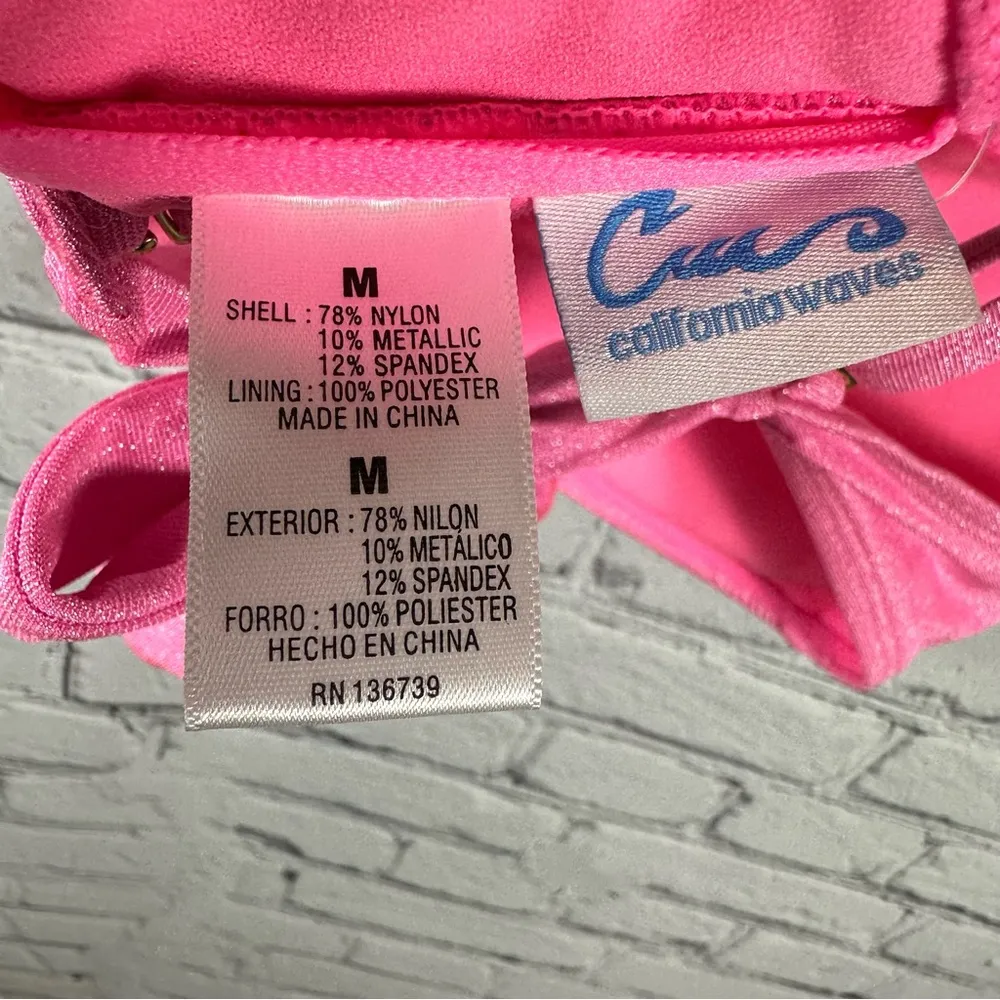 M
SHELL : 78% NYLON
10% METALLIC
12% SPANDEX
LINING : 100% POLYESTER
MADE IN CHINA
M
EXTERIOR : 78% NILON
10% METÁLICO
12% SPANDEX
FORRO : 100% POLIESTER
HECHO EN CHINA
RN 136739
california waves